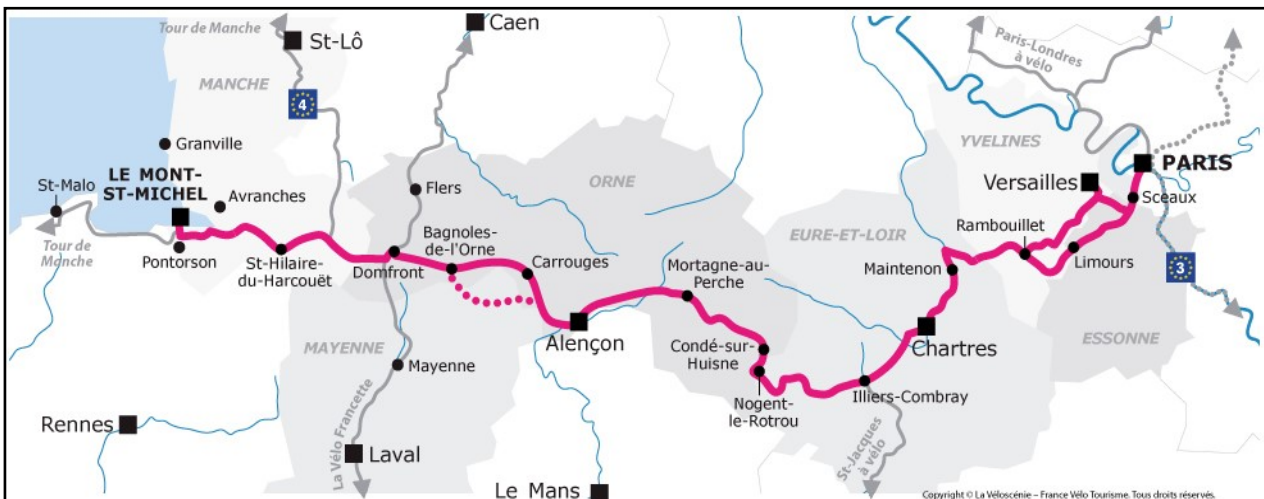 Tour de Manche
St-Lô
Caen
Paris-Londres
à vélo
MANCHE
4
Granville
YVELINES
PARIS
LE MONT-
ST-MICHEL
St-Malo
Avranches
Flers
ORNE
Versailles
Sceaux
Tour de
Manche
Pontorson
St-Hilaire-
du-Harcouët
Domfront
Bagnoles-
de-l'Orne
Carrouges
Mortagne-au-
Perche
EURE-ET-LOIR
Rambouillet
Maintenon
Limours
3
MAYENNE
Mayenne
Alençon
Condé-sur-
Huisne
Chartres
ESSONNE
Nogent-
le-Rotrou
Illiers-Combray
Rennes
La Vélo Francette
Laval
St-Jacques
à vélo
Le Mans
Copyright © La Véloscénie – France Vélo Tourisme. Tous droits réservés.